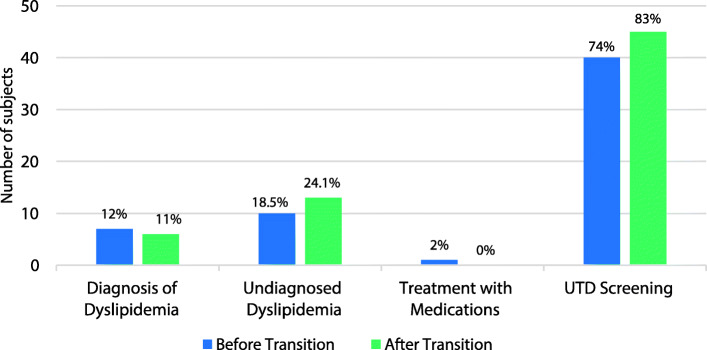 Number of subjects
50
40
30
20
10
0
12%
11%
18.5%
24.1%
2%
0%
74%
83%
Diagnosis of
Dyslipidemia
Undiagnosed
Dyslipidemia
Treatment with
Medications
UTD Screening
Before Transition
After Transition